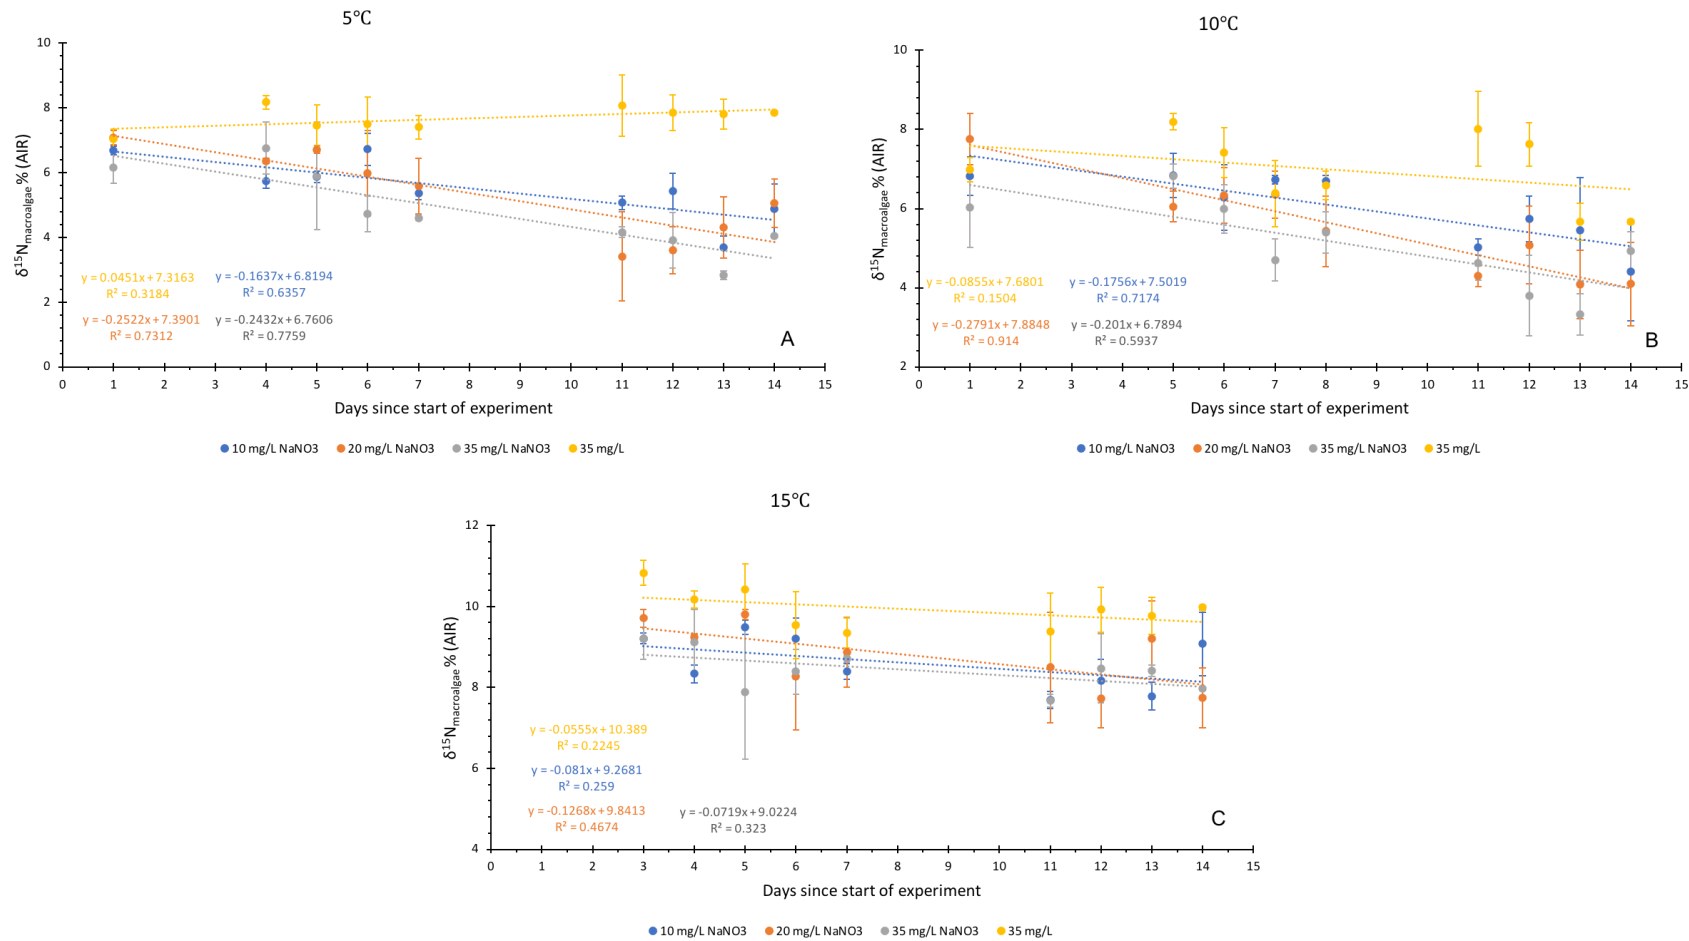 5℃
10
8
6
4
2
0
δ15Nmacroalgae% (AIR)
y = 0.0451x + 7.3163
R² = 0.3184
y = -0.1637x + 6.8194
R² = 0.6357
y = -0.2522x + 7.3901
R² = 0.7312
y = -0.2432x + 6.7606
R² = 0.7759
A
0 1 2 3 4 5 6 7 8 9 10 11 12 13 14 15
Days since start of experiment
10 mg/L NaNO3 20 mg/L NaNO3 35 mg/L NaNO3 35 mg/L
10℃
10
8
6
4
2
δ15Nmacroalgae% (AIR)
y = -0.0855x + 7.6801
R² = 0.1504
y = -0.1756x + 7.5019
R² = 0.7174
y = -0.2791x + 7.8848
R² = 0.914
y = -0.201x + 6.7894
R² = 0.5937
B
0 1 2 3 4 5 6 7 8 9 10 11 12 13 14 15
Days since start of experiment
10 mg/L NaNO3 20 mg/L NaNO3 35 mg/L NaNO3 35 mg/L
15℃
12
10
8
6
4
δ15Nmacroalgae% (AIR)
y = -0.0555x + 10.389
R² = 0.2245
y = -0.081x + 9.2681
R² = 0.259
y = -0.1268x + 9.8413
R² = 0.4674
y = -0.0719x + 9.0224
R² = 0.323
C
0 1 2 3 4 5 6 7 8 9 10 11 12 13 14 15
Days since start of experiment
10 mg/L NaNO3 20 mg/L NaNO3 35 mg/L NaNO3 35 mg/L